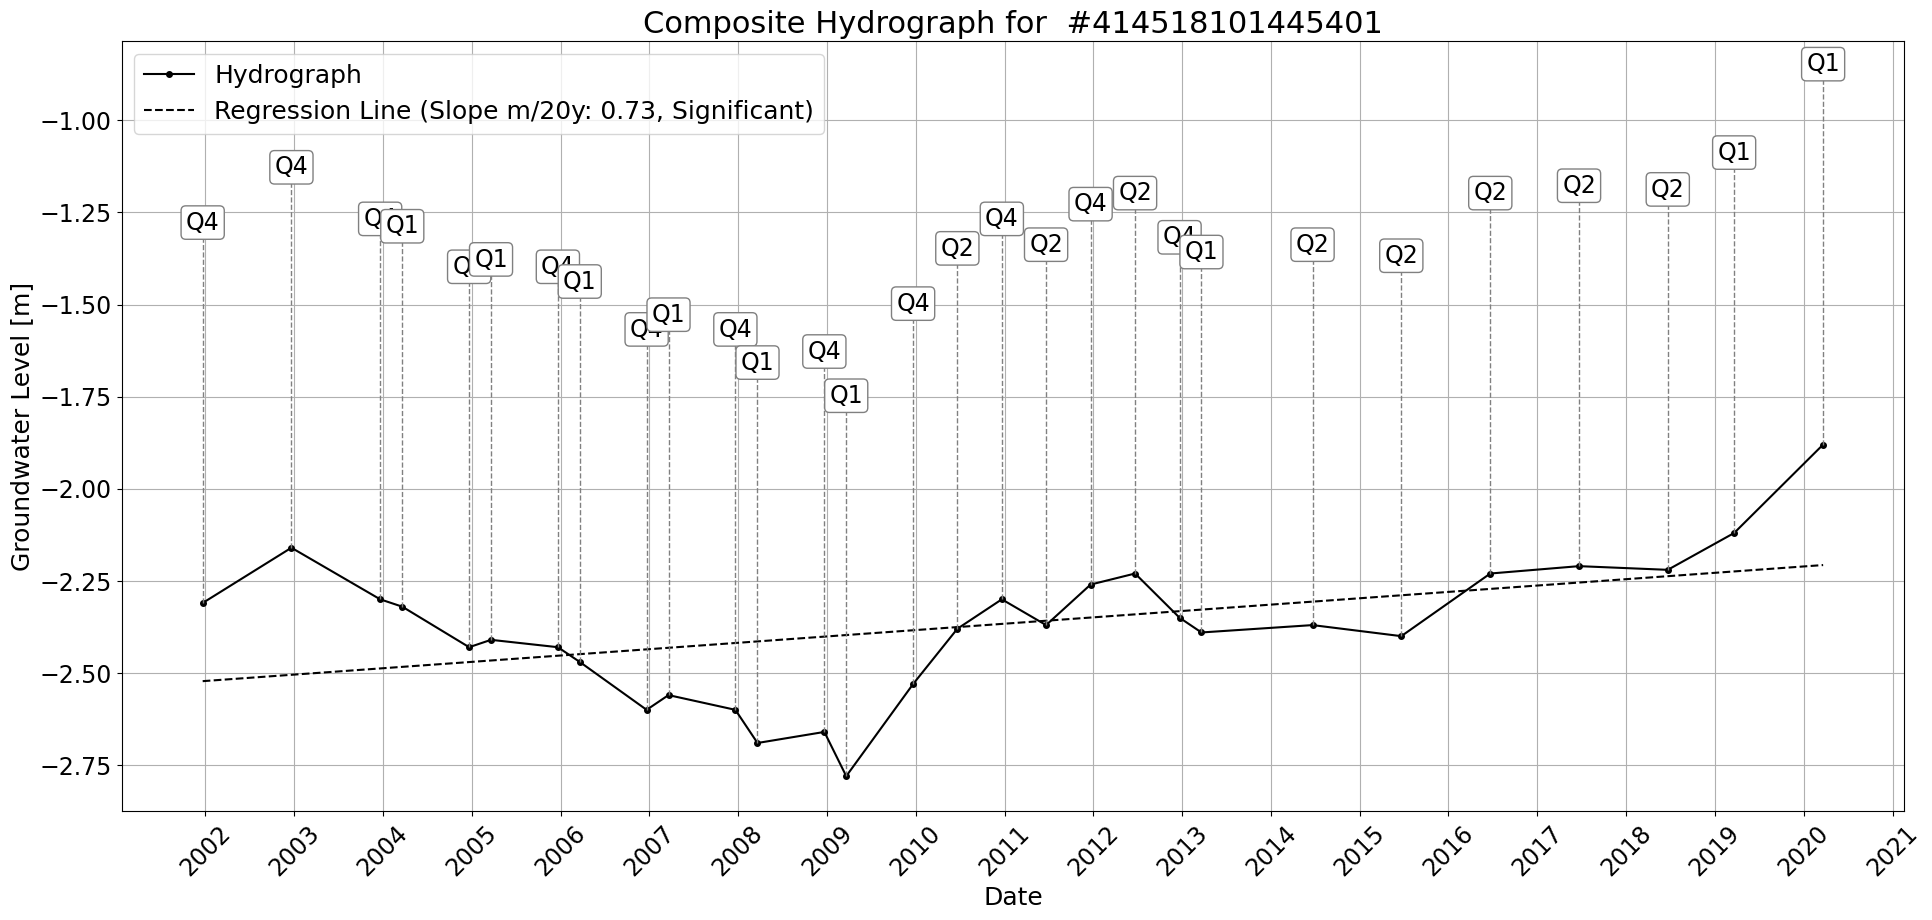 Composite Hydrograph for  #414518101445401
Hydrograph
Regression Line (Slope m/20y: 0.73, Significant)
Groundwater Level [m]
−1.00
−1.25
−1.50
−1.75
−2.00
−2.25
−2.50
−2.75
Q4
Q4
Q4
Q1
Q4
Q1
Q4
Q1
Q4
Q1
Q4
Q1
Q4
Q1
Q4
Q2
Q4
Q2
Q4
Q2
Q4
Q1
Q2
Q2
Q2
Q2
Q2
Q1
Q1
2002
2003
2004
2005
2006
2007
2008
2009
2010
2011
2012
2013
2014
2015
2016
2017
2018
2019
2020
2021
Date